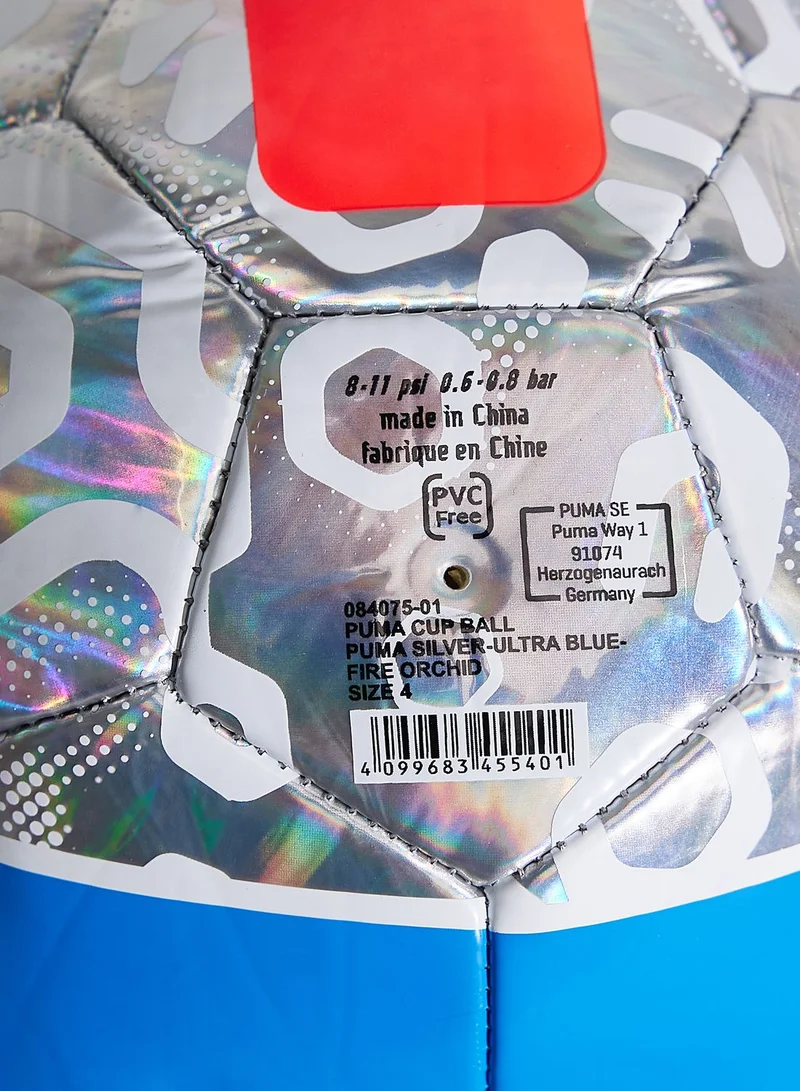 8-11 psi 0.6-0.8 bar
made in China
fabrique en Chine
PVC
Free
PUMA SE
Puma Way 1
91074
Herzogenaurach
Germany
084075-01
PUMA CUP BALL
PUMA SILVER-ULTRA BLUE-
FIRE ORCHID
SIZE 4
4 099683 455401